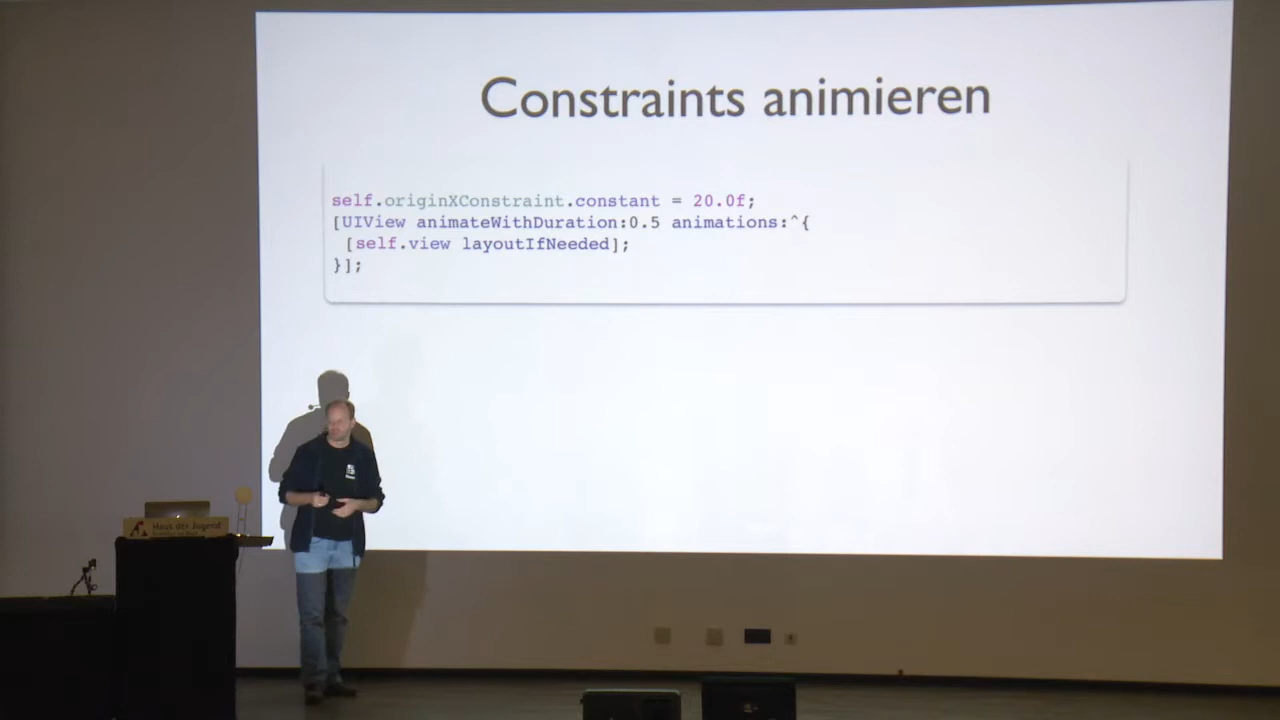 Constraints animieren
self.originXConstraint.constant = 20.0f;
[UIView animateWithDuration:0.5 animations:^{
 [self.view layoutIfNeeded];
}];
Haus der Jugend